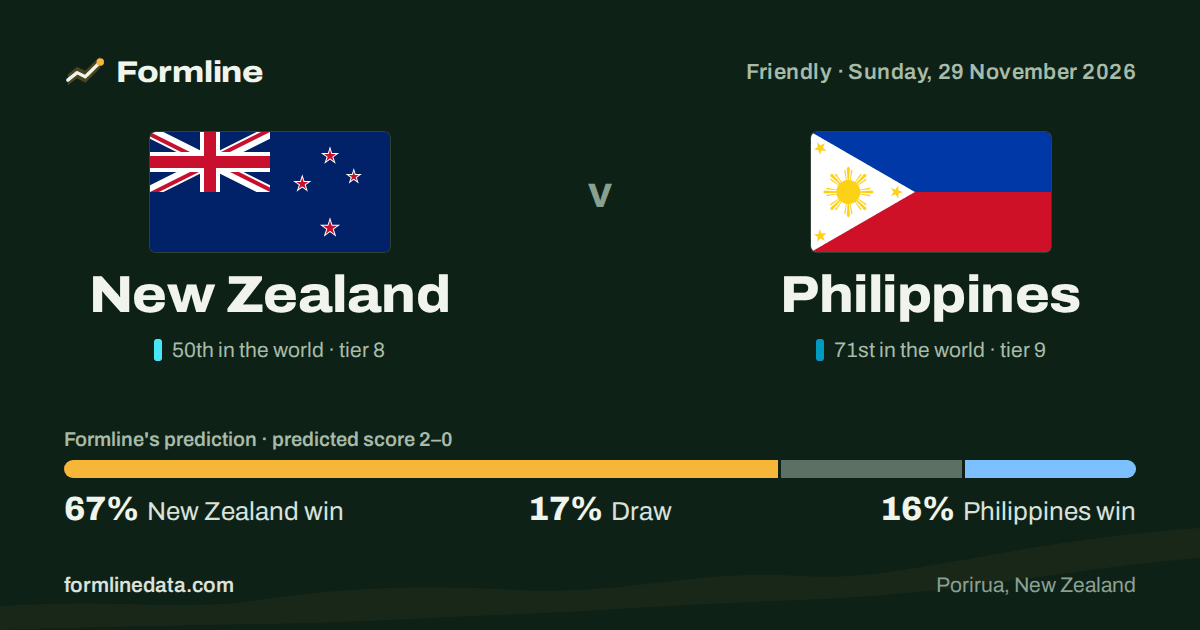 Formline
Friendly · Sunday, 29 November 2026
v
New Zealand
50th in the world · tier 8
Philippines
71st in the world · tier 9
Formline's prediction · predicted score 2–0
67% New Zealand win
17% Draw
16% Philippines win
formlinedata.com
Porirua, New Zealand